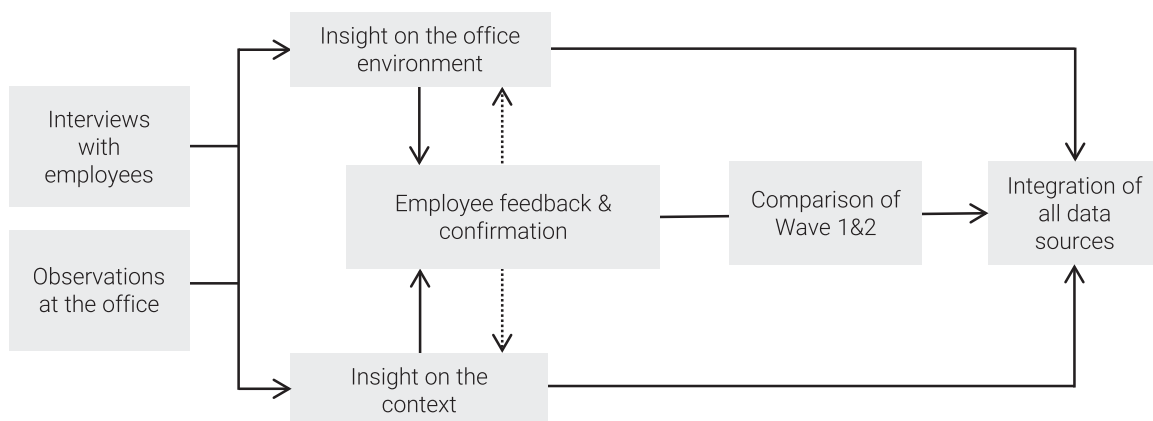 Insight on the office
environment
Interviews
with
employees
Employee feedback &
confirmation
Comparison of
Wave 1&2
Integration of
all data
sources
Observations
at the office
Insight on the
context